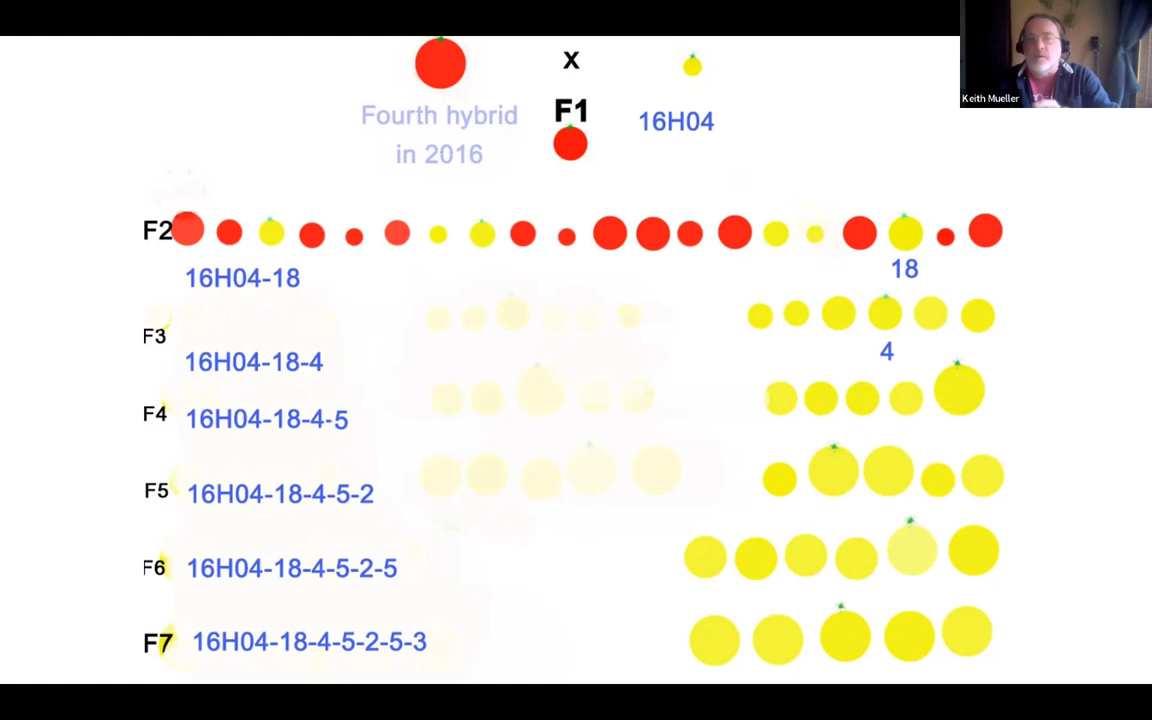 x
Keith Mueller
Fourth hybrid
in 2016
F1
16H04
F2
16H04-18
18
F3
16H04-18-4
4
F4
16H04-18-4-5
F5
16H04-18-4-5-2
F6
16H04-18-4-5-2-5
F7
16H04-18-4-5-2-5-3